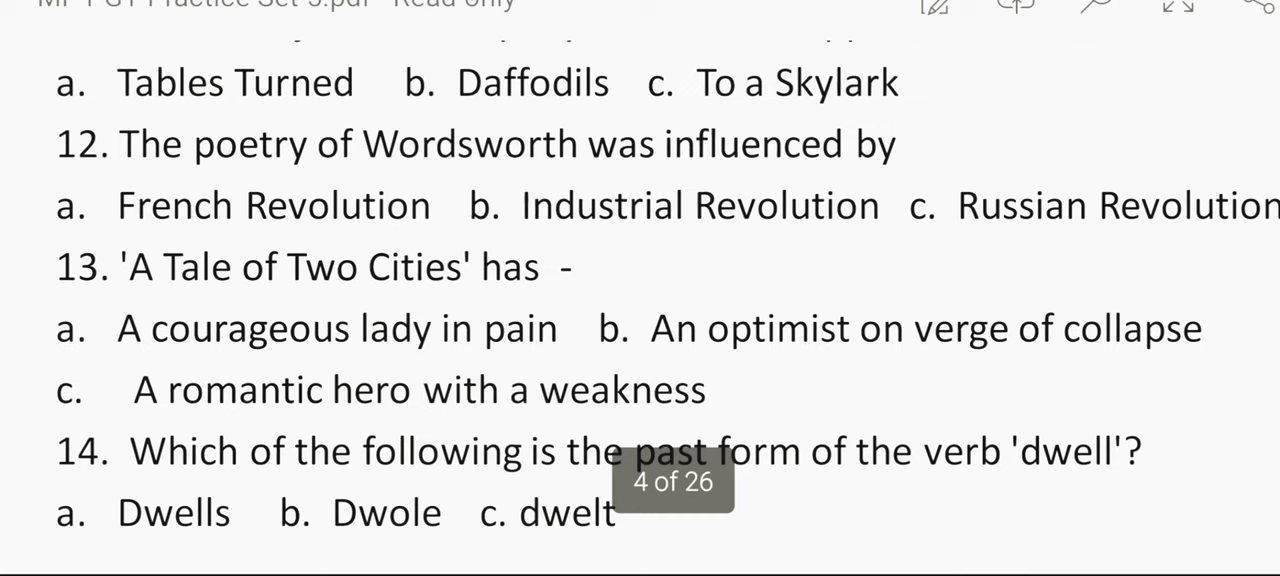 a. Tables Turned b. Daffodils c. To a Skylark
12. The poetry of Wordsworth was influenced by
a. French Revolution b. Industrial Revolution c. Russian Revolution
13. 'A Tale of Two Cities' has -
a. A courageous lady in pain b. An optimist on verge of collapse
c. A romantic hero with a weakness
14. Which of the following is the past form of the verb 'dwell'?
4 of 26
a. Dwells b. Dwole c. dwelt